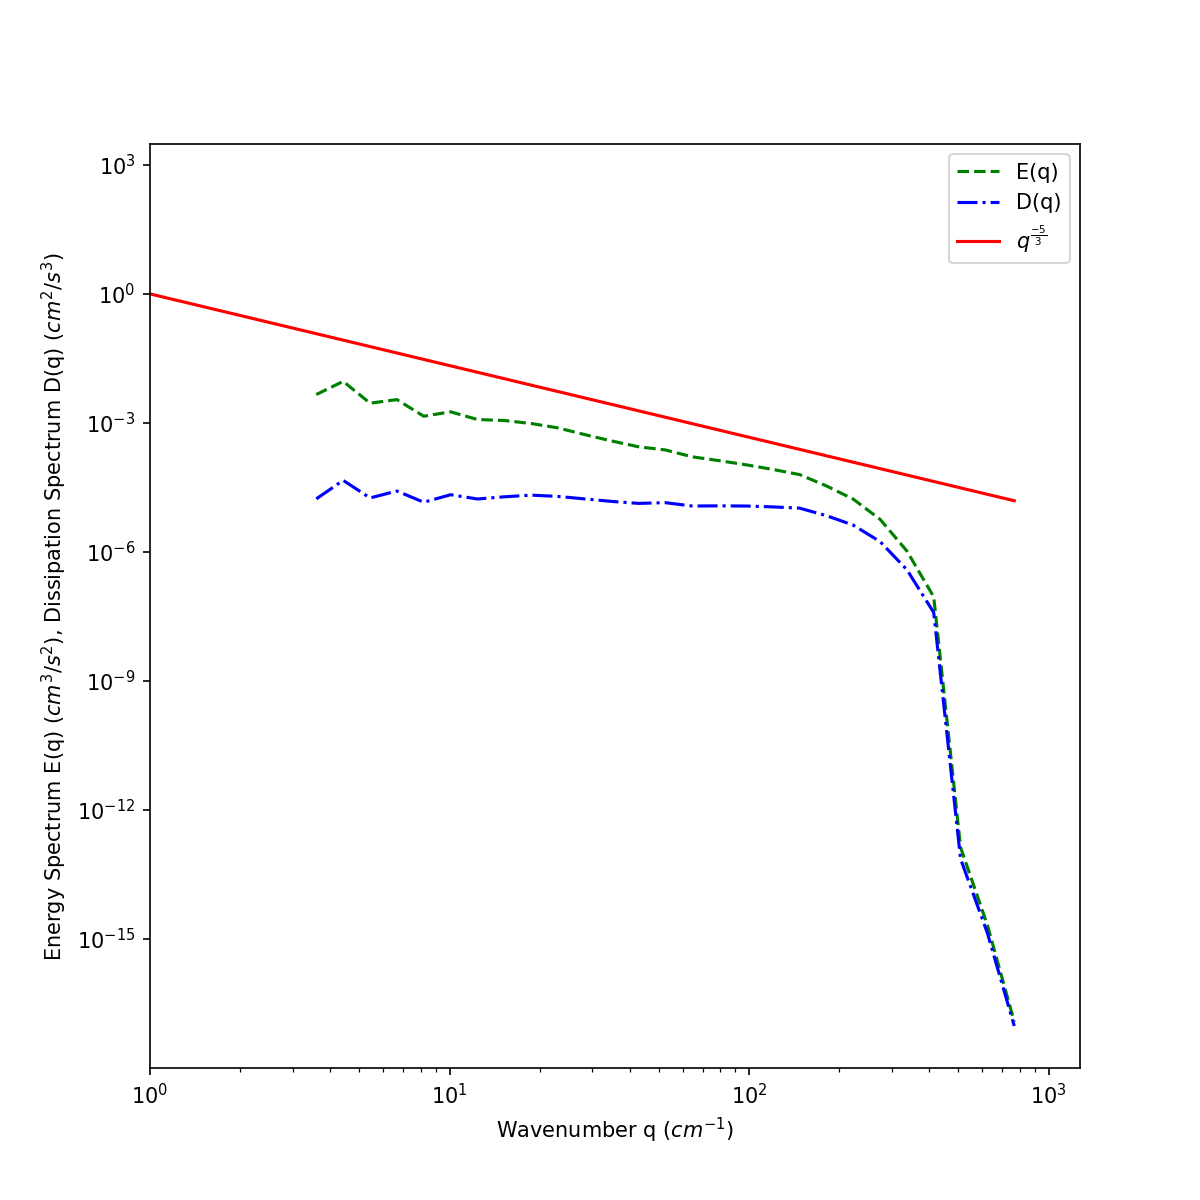 E(q)
D(q)
q^{\frac{-5}{3}}
10^3
10^0
10^{-3}
10^{-6}
10^{-9}
10^{-12}
10^{-15}
Energy Spectrum E(q) (cm^3/s^2), Dissipation Spectrum D(q) (cm^2/s^3)
10^0 10^1 10^2 10^3
Wavenumber q (cm^{-1})